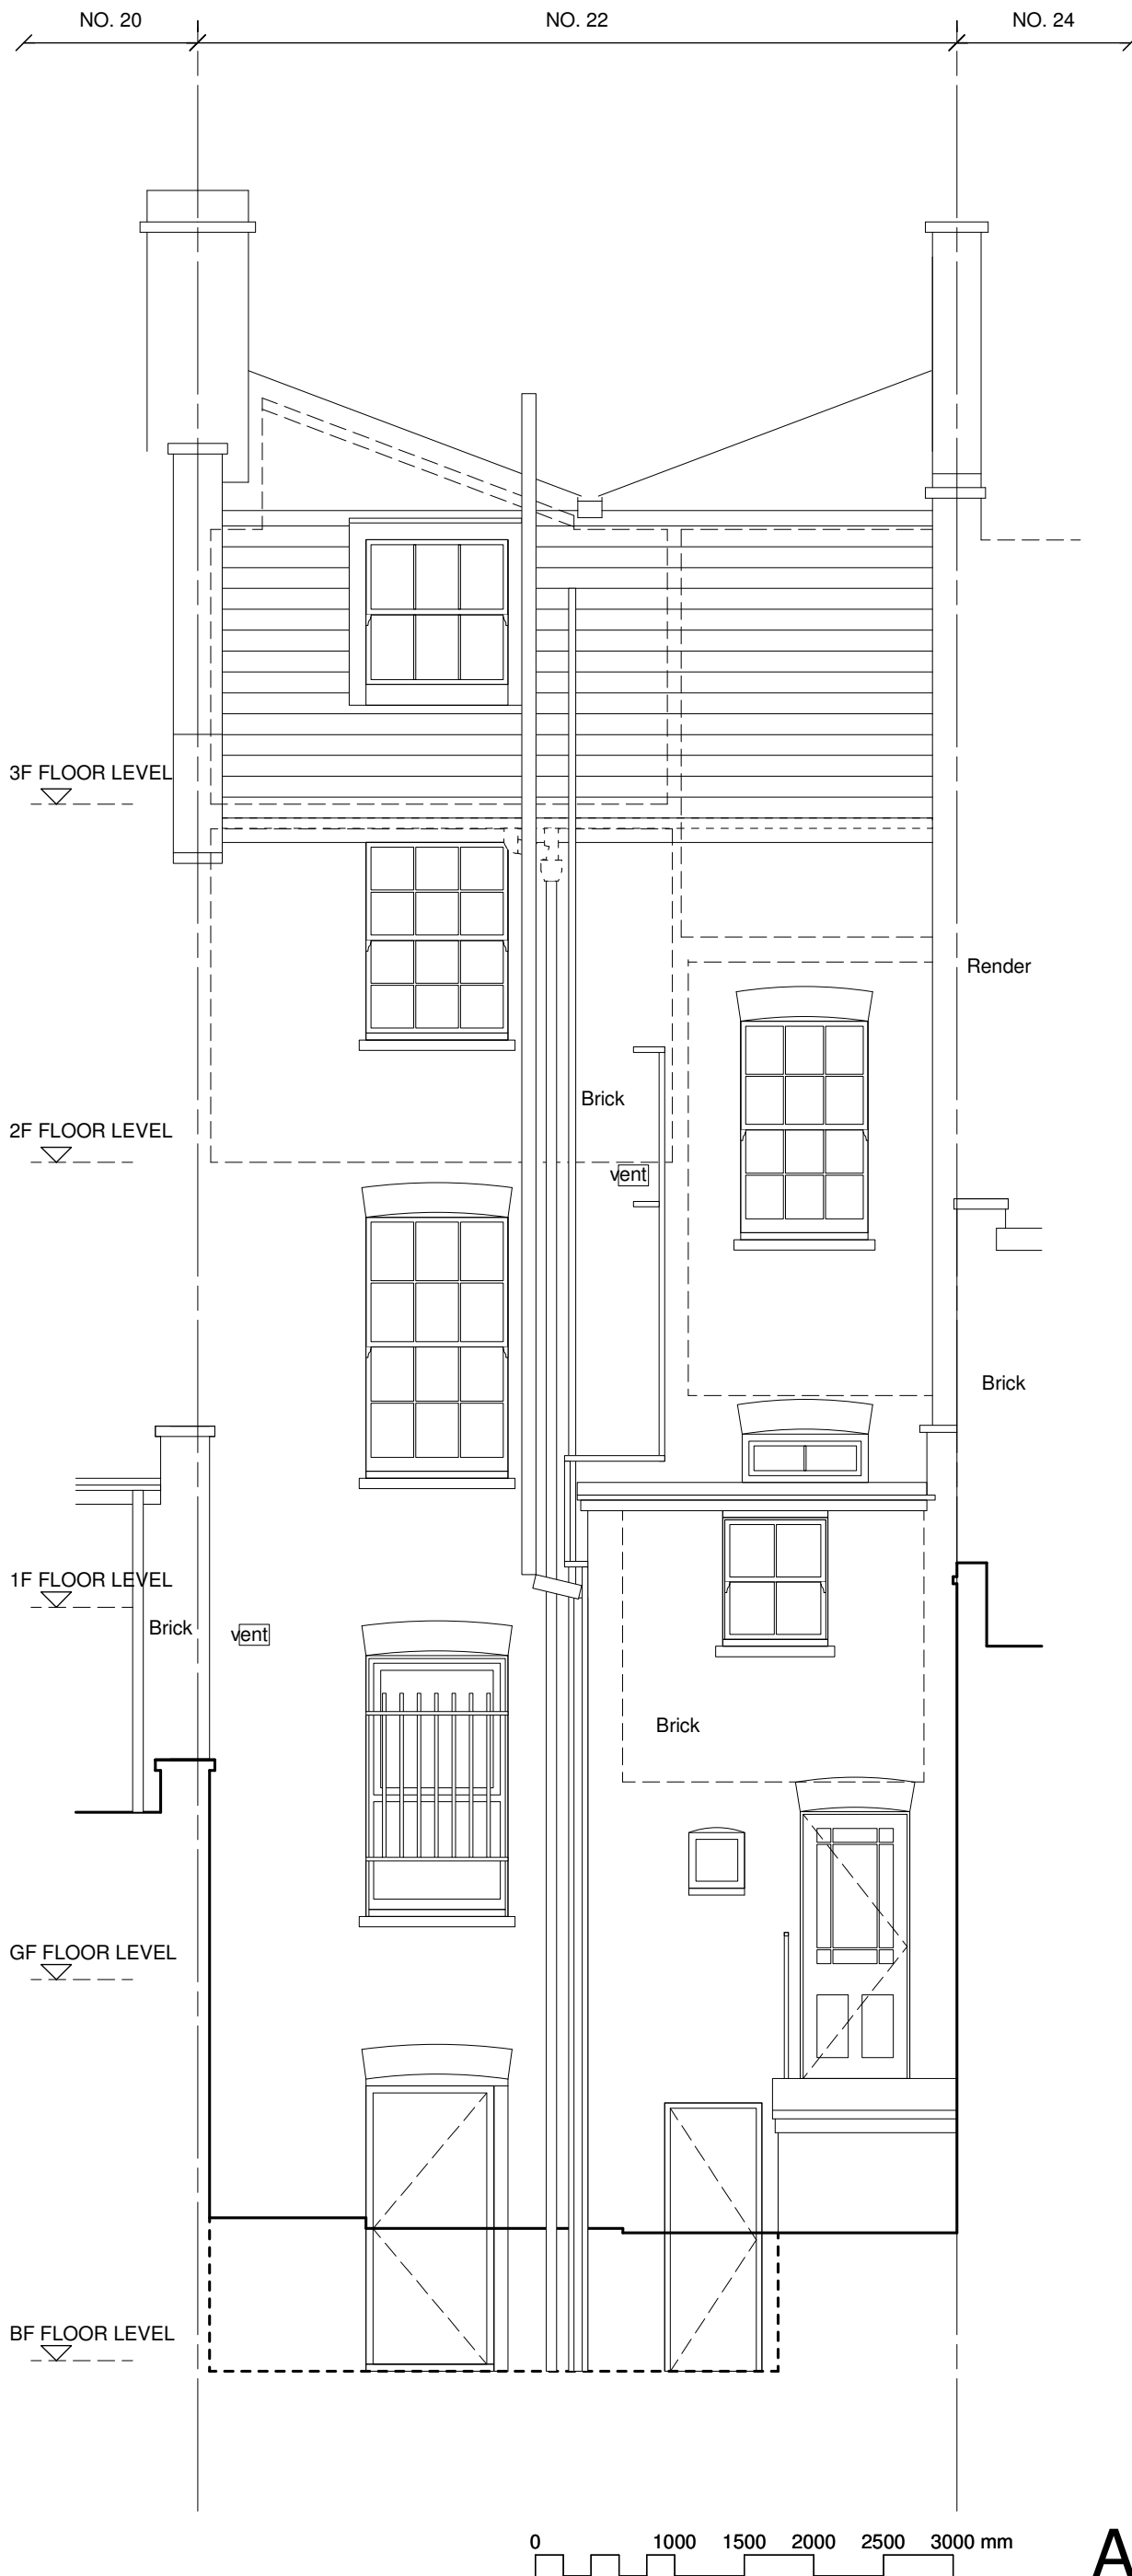 NO. 20 NO. 22 NO. 24
3F FLOOR LEVEL
Render
Brick
2F FLOOR LEVEL
vent
Brick
1F FLOOR LEVEL
Brick
vent
Brick
GF FLOOR LEVEL
BF FLOOR LEVEL
0 1000 1500 2000 2500 3000 mm
A